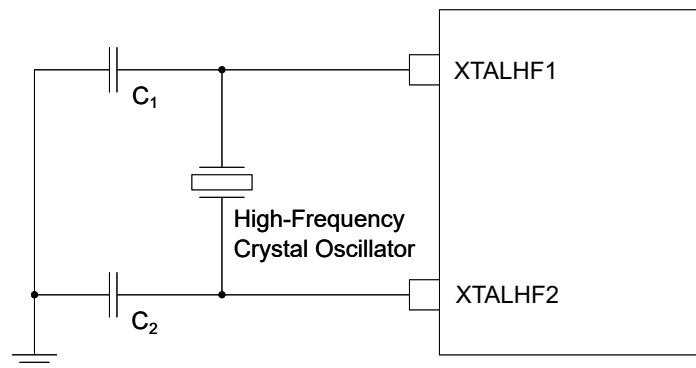 XTALHF1
C₁
High-Frequency
Crystal Oscillator
XTALHF2
C₂